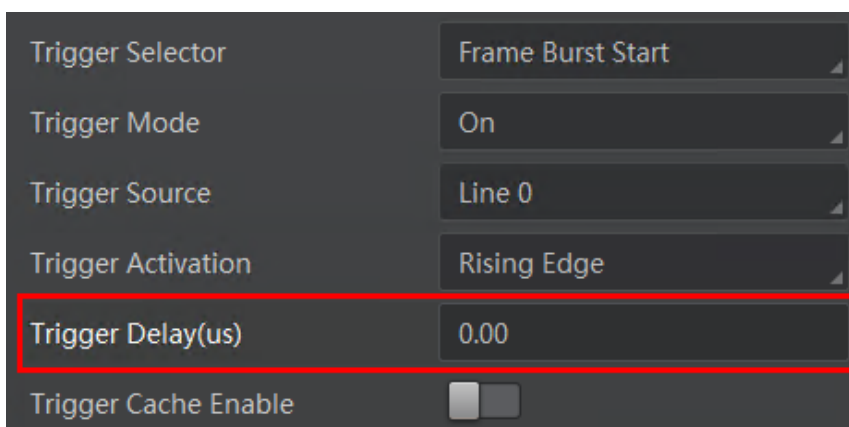 Trigger Selector Frame Burst Start
Trigger Mode On
Trigger Source Line 0
Trigger Activation Rising Edge
Trigger Delay(us) 0.00
Trigger Cache Enable